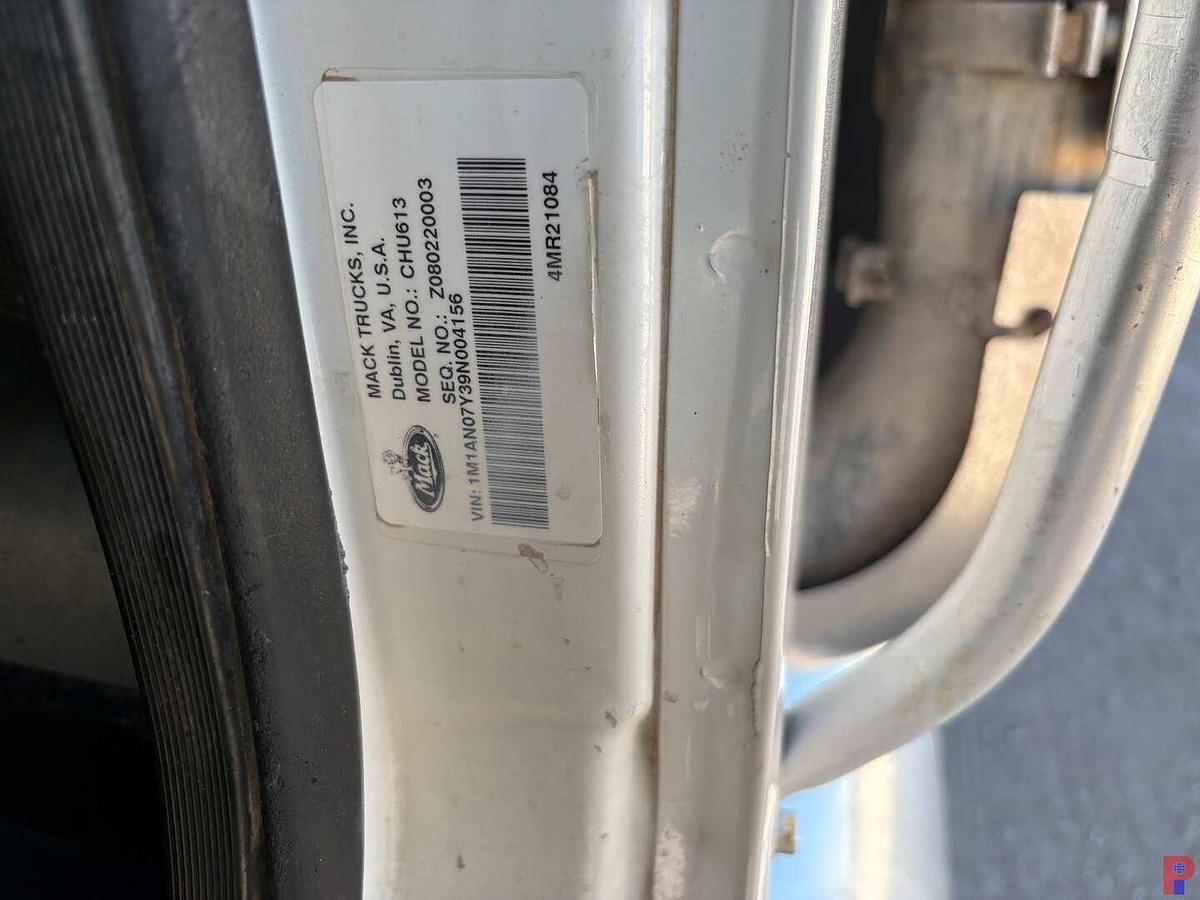 MACK TRUCKS, INC.
Dublin, VA, U.S.A.
MODEL NO.: CHU613
SEQ. NO.: Z080220003
VIN: 1M1AN07Y39N004156
4MR21084
Mack
P